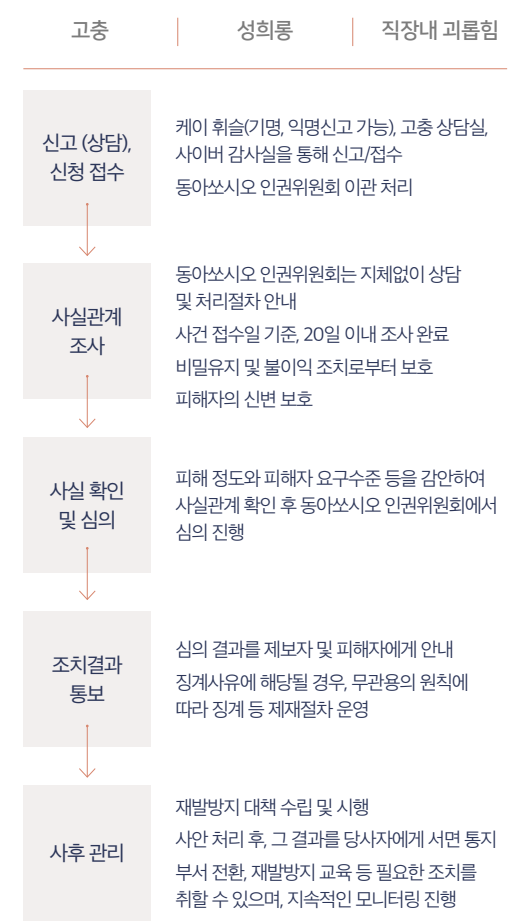 고충
성희롱
직장내 괴롭힘
신고 (상담),
신청 접수
케이 휘슬(기명, 익명신고 가능), 고충 상담실,
사이버 감사실을 통해 신고/접수
동아쏘시오 인권위원회 이관 처리
사실관계
조사
동아쏘시오 인권위원회는 지체없이 상담
및 처리절차 안내
사건 접수일 기준, 20일 이내 조사 완료
비밀유지 및 불이익 조치로부터 보호
피해자의 신변 보호
사실 확인
및 심의
피해 정도와 피해자 요구수준 등을 감안하여
사실관계 확인 후 동아쏘시오 인권위원회에서
심의 진행
조치결과
통보
심의 결과를 제보자 및 피해자에게 안내
징계사유에 해당될 경우, 무관용의 원칙에
따라 징계 등 제재절차 운영
사후 관리
재발방지 대책 수립 및 시행
사안 처리 후, 그 결과를 당사자에게 서면 통지
부서 전환, 재발방지 교육 등 필요한 조치를
취할 수 있으며, 지속적인 모니터링 진행